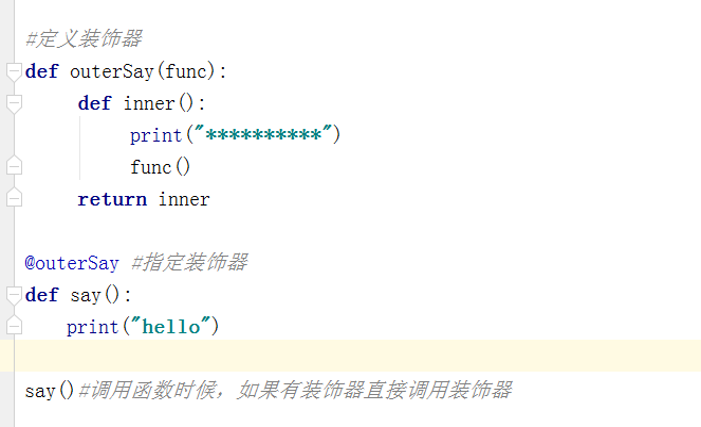 #定义装饰器
def outerSay(func):
    def inner():
        print("**********")
        func()
    return inner
@outerSay #指定装饰器
def say():
    print("hello")
say()#调用函数时候，如果有装饰器直接调用装饰器